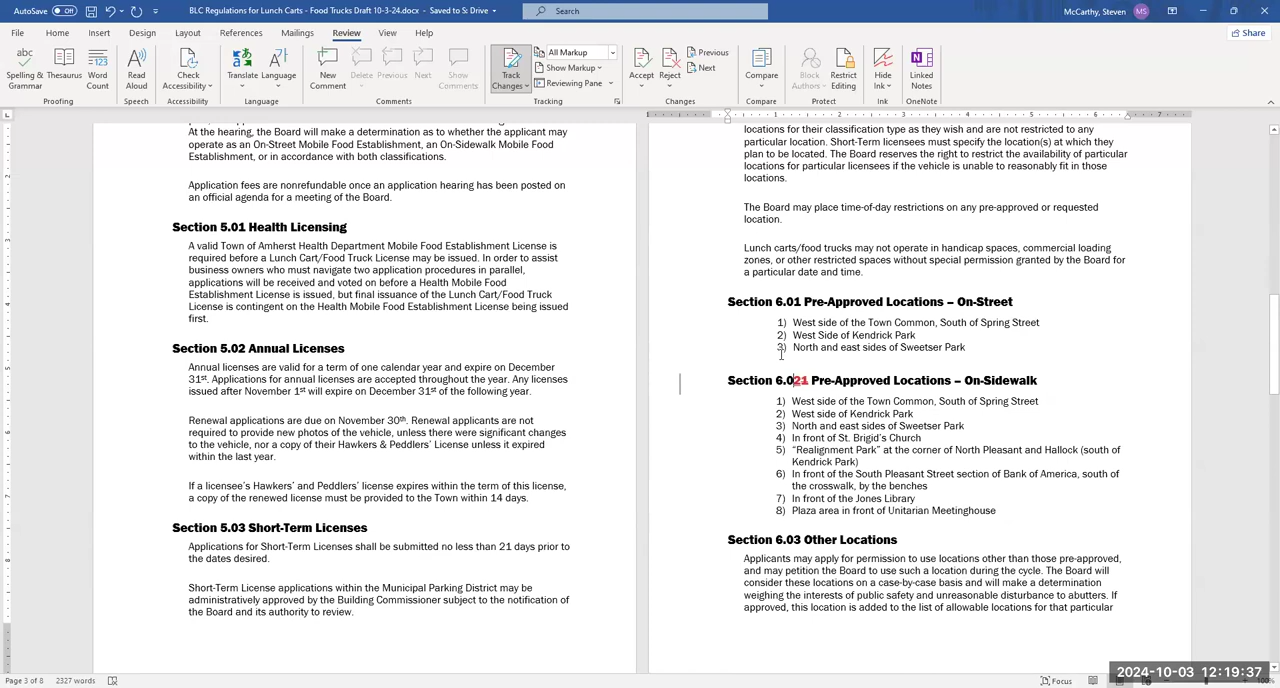 AutoSave Off BLC Regulations for Lunch Carts - Food Trucks Draft 10-3-24.docx - Saved to S: Drive Search McCarthy, Steven MS
File Home Insert Draw Design Layout References Mailings Review View Help Share
Spelling & Grammar Thesaurus Word Count Read Aloud Check Accessibility Translate Language New Comment Delete Previous Next Show Comments Track Changes All Markup Show Markup Reviewing Pane Accept Reject Previous Next Compare Block Authors Restrict Editing Hide Ink Linked Notes
Proofing Speech Accessibility Language Comments Tracking Changes Compare Protect Ink OneNote
At the hearing, the Board will make a determination as to whether the applicant may
operate as an On-Street Mobile Food Establishment, an On-Sidewalk Mobile Food
Establishment, or in accordance with both classifications.
Application fees are nonrefundable once an application hearing has been posted on
an official agenda for a meeting of the Board.
Section 5.01 Health Licensing
A valid Town of Amherst Health Department Mobile Food Establishment License is
required before a Lunch Cart/Food Truck License may be issued. In order to assist
business owners who must navigate two application procedures in parallel,
applications will be received and voted on before a Health Mobile Food
Establishment License is issued, but final issuance of the Lunch Cart/Food Truck
License is contingent on the Health Mobile Food Establishment License being issued
first.
Section 5.02 Annual Licenses
Annual licenses are valid for a term of one calendar year and expire on December
31st. Applications for annual licenses are accepted throughout the year. Any licenses
issued after November 1st will expire on December 31st of the following year.
Renewal applications are due on November 30th. Renewal applicants are not
required to provide new photos of the vehicle, unless there were significant changes
to the vehicle, nor a copy of their Hawkers & Peddlers' License unless it expired
within the last year.
If a licensee's Hawkers' and Peddlers' license expires within the term of this license,
a copy of the renewed license must be provided to the Town within 14 days.
Section 5.03 Short-Term Licenses
Applications for Short-Term Licenses shall be submitted no less than 21 days prior to
the dates desired.
Short-Term License applications within the Municipal Parking District may be
administratively approved by the Building Commissioner subject to the notification of
the Board and its authority to review.
locations for their classification type as they wish and are not restricted to any
particular location. Short-Term licensees must specify the location(s) at which they
plan to be located. The Board reserves the right to restrict the availability of particular
locations for particular licensees if the vehicle is unable to reasonably fit in those
locations.
The Board may place time-of-day restrictions on any pre-approved or requested
location.
Lunch carts/food trucks may not operate in handicap spaces, commercial loading
zones, or other restricted spaces without special permission granted by the Board for
a particular date and time.
Section 6.01 Pre-Approved Locations – On-Street
1) West side of the Town Common, South of Spring Street
2) West Side of Kendrick Park
3) North and east sides of Sweetser Park
Section 6.021 Pre-Approved Locations – On-Sidewalk
1) West side of the Town Common, South of Spring Street
2) West side of Kendrick Park
3) North and east sides of Sweetser Park
4) In front of St. Brigid's Church
5) "Realignment Park" at the corner of North Pleasant and Hallock (south of
Kendrick Park)
6) In front of the South Pleasant Street section of Bank of America, south of
the crosswalk, by the benches
7) In front of the Jones Library
8) Plaza area in front of Unitarian Meetinghouse
Section 6.03 Other Locations
Applicants may apply for permission to use locations other than those pre-approved,
and may petition the Board to use such a location during the cycle. The Board will
consider these locations on a case-by-case basis and will make a determination
weighing the interests of public safety and unreasonable disturbance to abutters. If
approved, this location is added to the list of allowable locations for that particular
Page 3 of 8 2327 words Focus 100%
2024-10-03 12:19:37